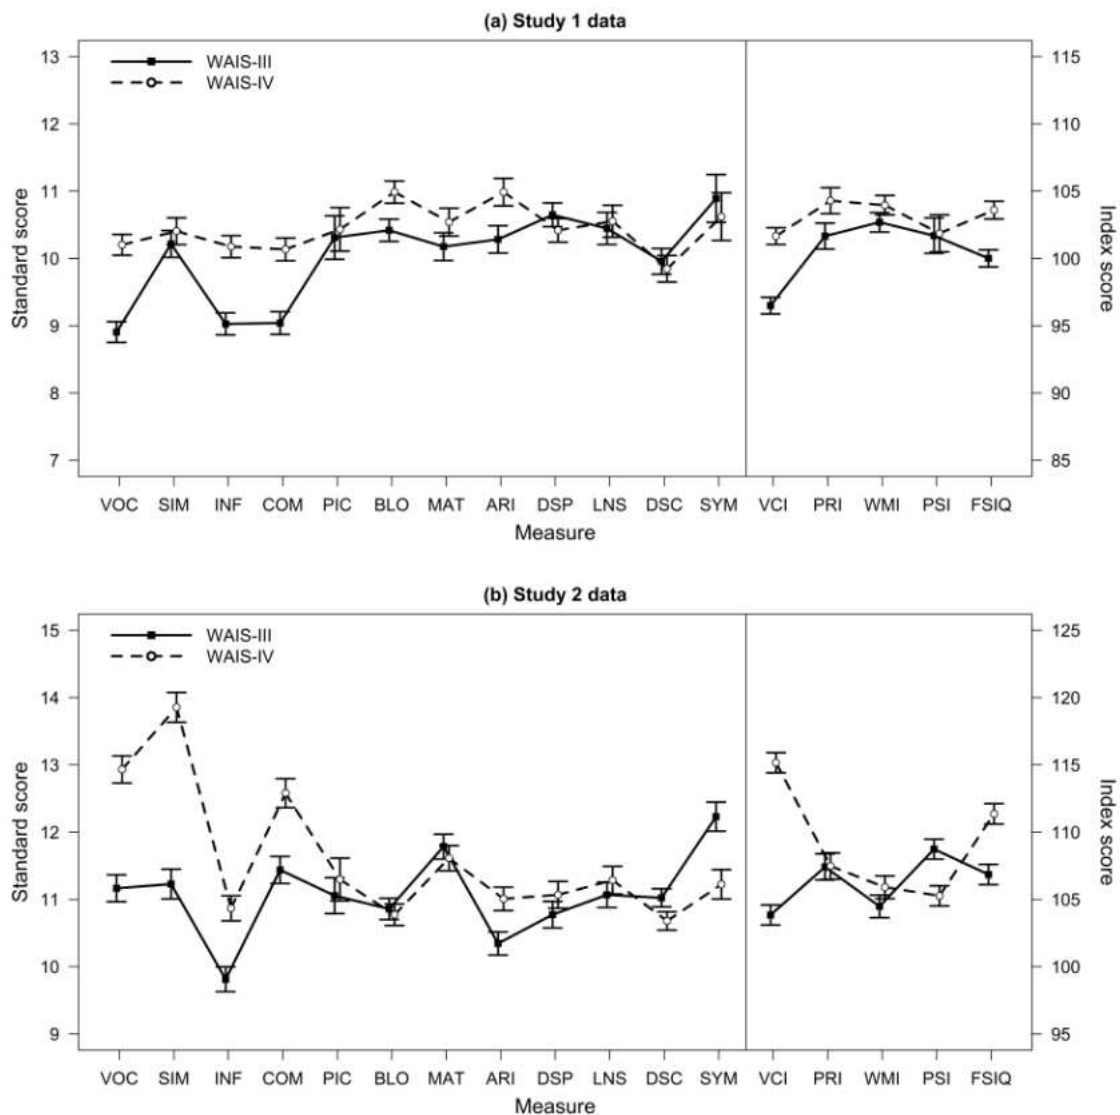 (a) Study 1 data
WAIS-III
WAIS-IV
13
12
11
10
9
8
7
Standard score
115
110
105
100
95
90
85
Index score
VOC SIM INF COM PIC BLO MAT ARI DSP LNS DSC SYM VCI PRI WMI PSI FSIQ
Measure
(b) Study 2 data
WAIS-III
WAIS-IV
15
14
13
12
11
10
9
Standard score
125
120
115
110
105
100
95
Index score
VOC SIM INF COM PIC BLO MAT ARI DSP LNS DSC SYM VCI PRI WMI PSI FSIQ
Measure